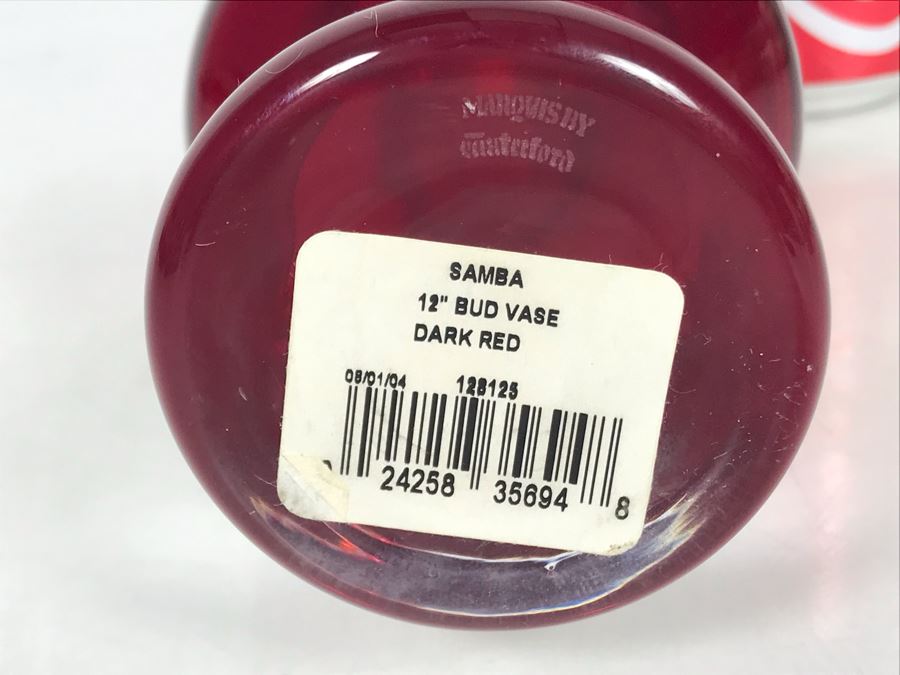 MARQUIS BY
Waterford
SAMBA
12" BUD VASE
DARK RED
08/01/04 128125
24258 35694 8